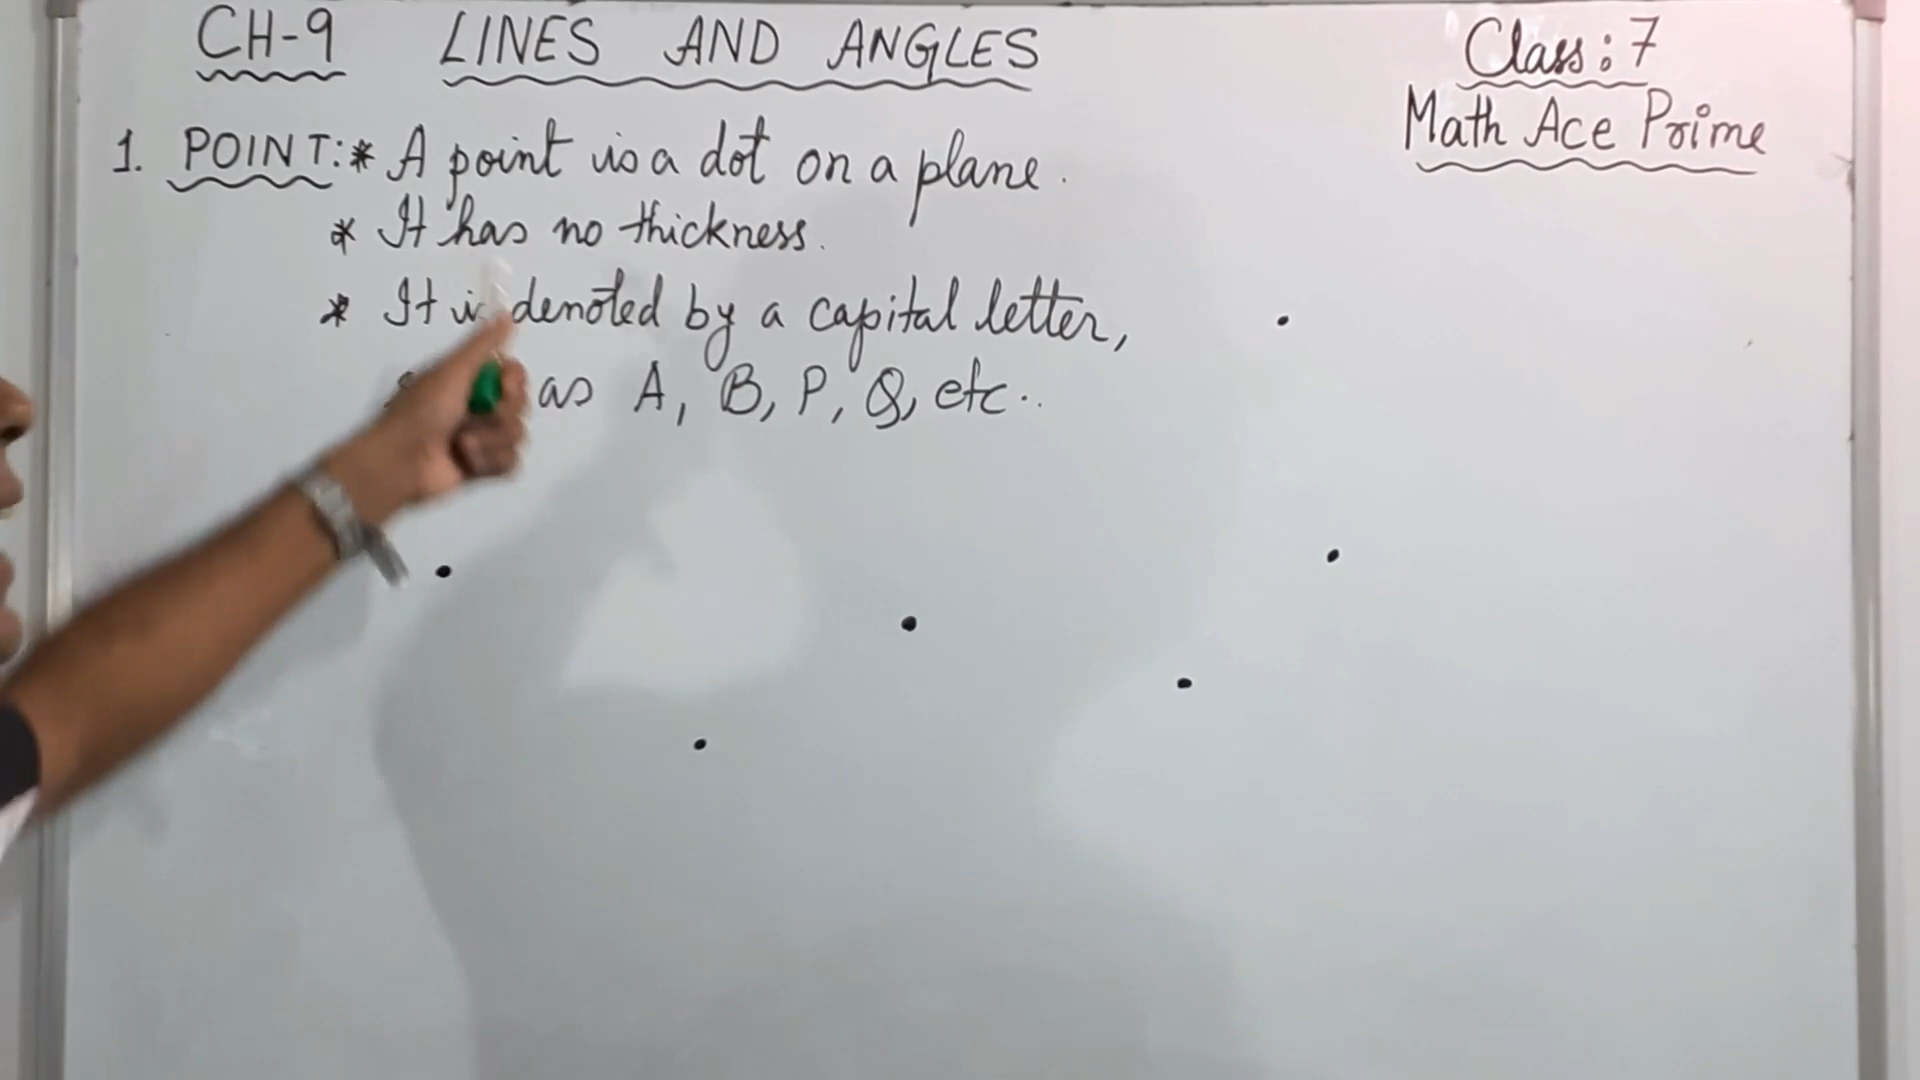 CH-9 LINES AND ANGLES
Class: 7
Math Ace Prime
1. POINT: * A point is a dot on a plane.
* It has no thickness.
* It is denoted by a capital letter,
as A, B, P, Q, etc..